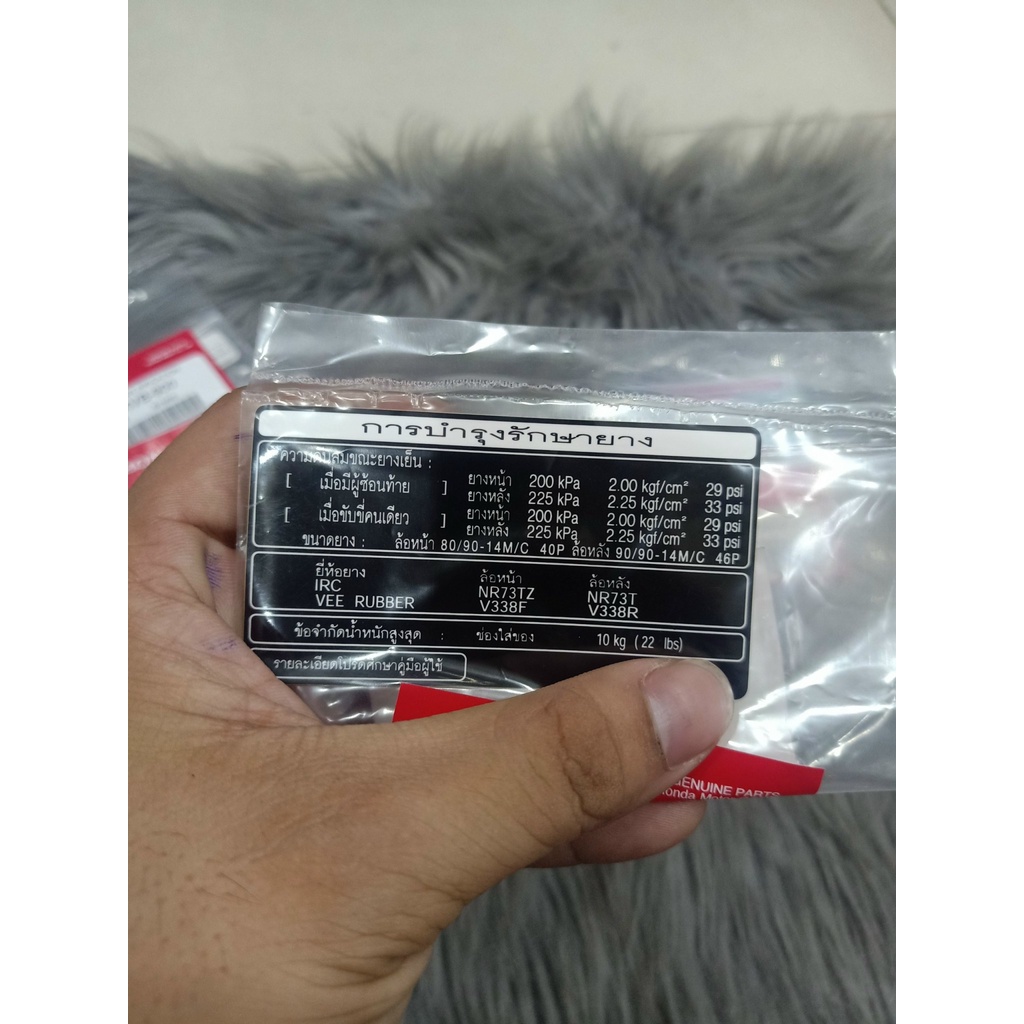 การบำรุงรักษายาง
ความดันลมขณะยางเย็น :
[ เมื่อมีผู้ซ้อนท้าย ] ยางหน้า 200 kPa 2.00 kgf/cm² 29 psi
ยางหลัง 225 kPa 2.25 kgf/cm² 33 psi
[ เมื่อขับขี่คนเดียว ] ยางหน้า 200 kPa 2.00 kgf/cm² 29 psi
ยางหลัง 225 kPa 2.25 kgf/cm² 33 psi
ขนาดยาง : ล้อหน้า 80/90-14M/C 40P ล้อหลัง 90/90-14M/C 46P
ยี่ห้อยาง ล้อหน้า ล้อหลัง
IRC NR73TZ NR73T
VEE RUBBER V338F V338R
ข้อจำกัดน้ำหนักสูงสุด : ช่องใส่ของ 10 kg (22 lbs)
รายละเอียดโปรดศึกษาคู่มือผู้ใช้
GENUINE PARTS